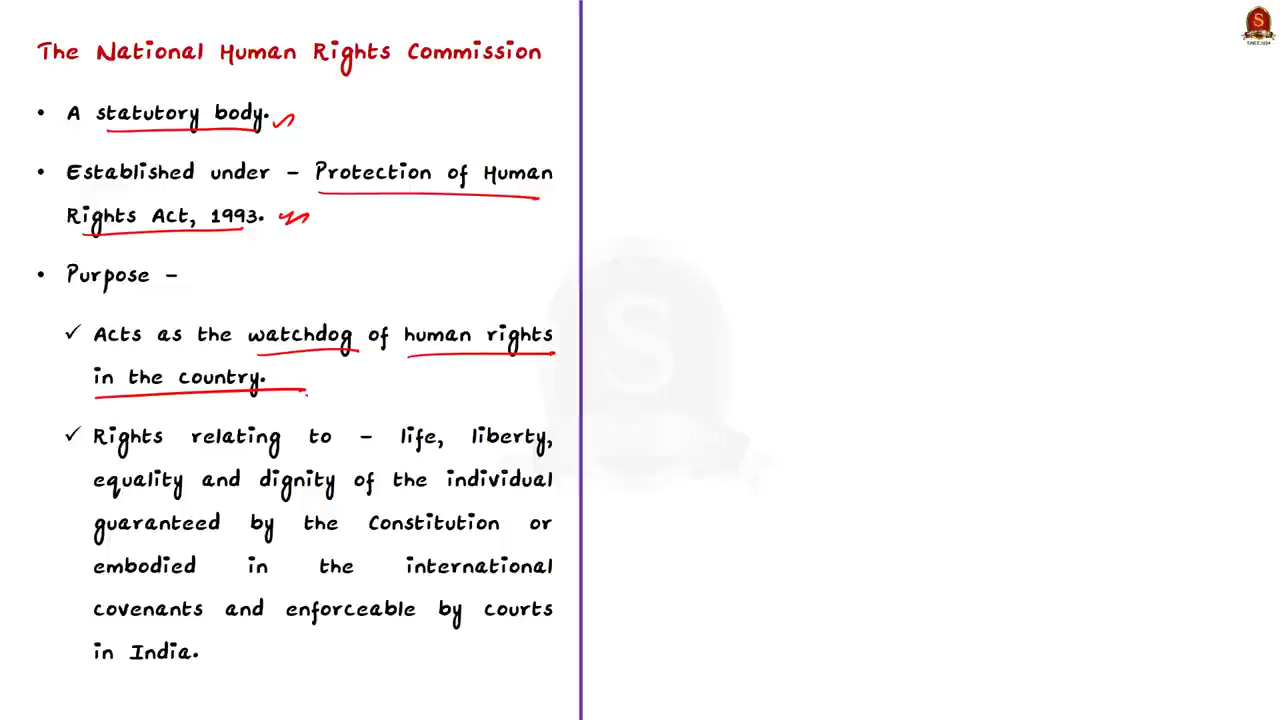 The National Human Rights Commission
• A statutory body.
• Established under – Protection of Human
Rights Act, 1993.
• Purpose –
✓ Acts as the watchdog of human rights
in the country.
✓ Rights relating to – life, liberty,
equality and dignity of the individual
guaranteed by the Constitution or
embodied in the international
covenants and enforceable by courts
in India.
S
SINCE 2004
S